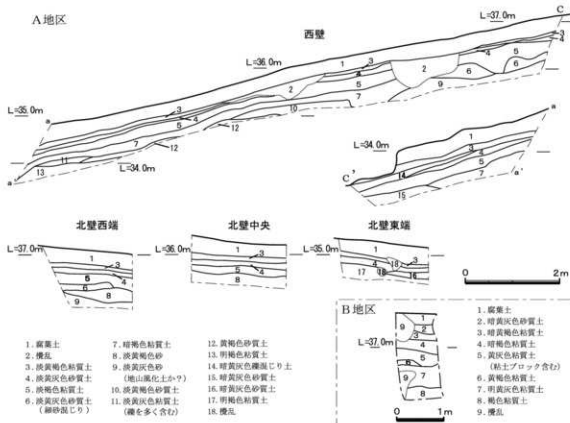 A地区
西壁
C
L=37.0m
L=36.0m
L=35.0m
L=34.0m
a
a'
a
a'
L=34.0m
C'
北壁西端
北壁中央
北壁東端
L=37.0m
L=36.0m
L=35.0m
0 2m
B地区
L=37.0m
0 1m
1. 腐葉土
2. 攪乱
3. 淡黄褐色粘質土
4. 淡黄灰色砂質土
5. 淡褐色粘質土
6. 淡黄灰色砂質土
(細砂混じり)
7. 暗褐色粘質土
8. 淡黄褐色砂
9. 淡黄灰色砂
(地山風化土か?)
10. 淡黄褐色砂質土
11. 淡黄灰色粘質土
(礫を多く含む)
12. 黄褐色砂質土
13. 明褐色粘質土
14. 暗黄灰色礫混じり土
15. 暗黄灰色砂質土
16. 暗灰色砂質土
17. 明褐色粘質土
18. 攪乱
1. 腐葉土
2. 暗黄灰色砂質土
3. 暗黄褐色粘質土
4. 暗褐色土
5. 黄灰色粘質土
(粘土ブロック含む)
6. 黄褐色粘質土
7. 明黄灰色粘質土
8. 褐色粘質土
9. 攪乱